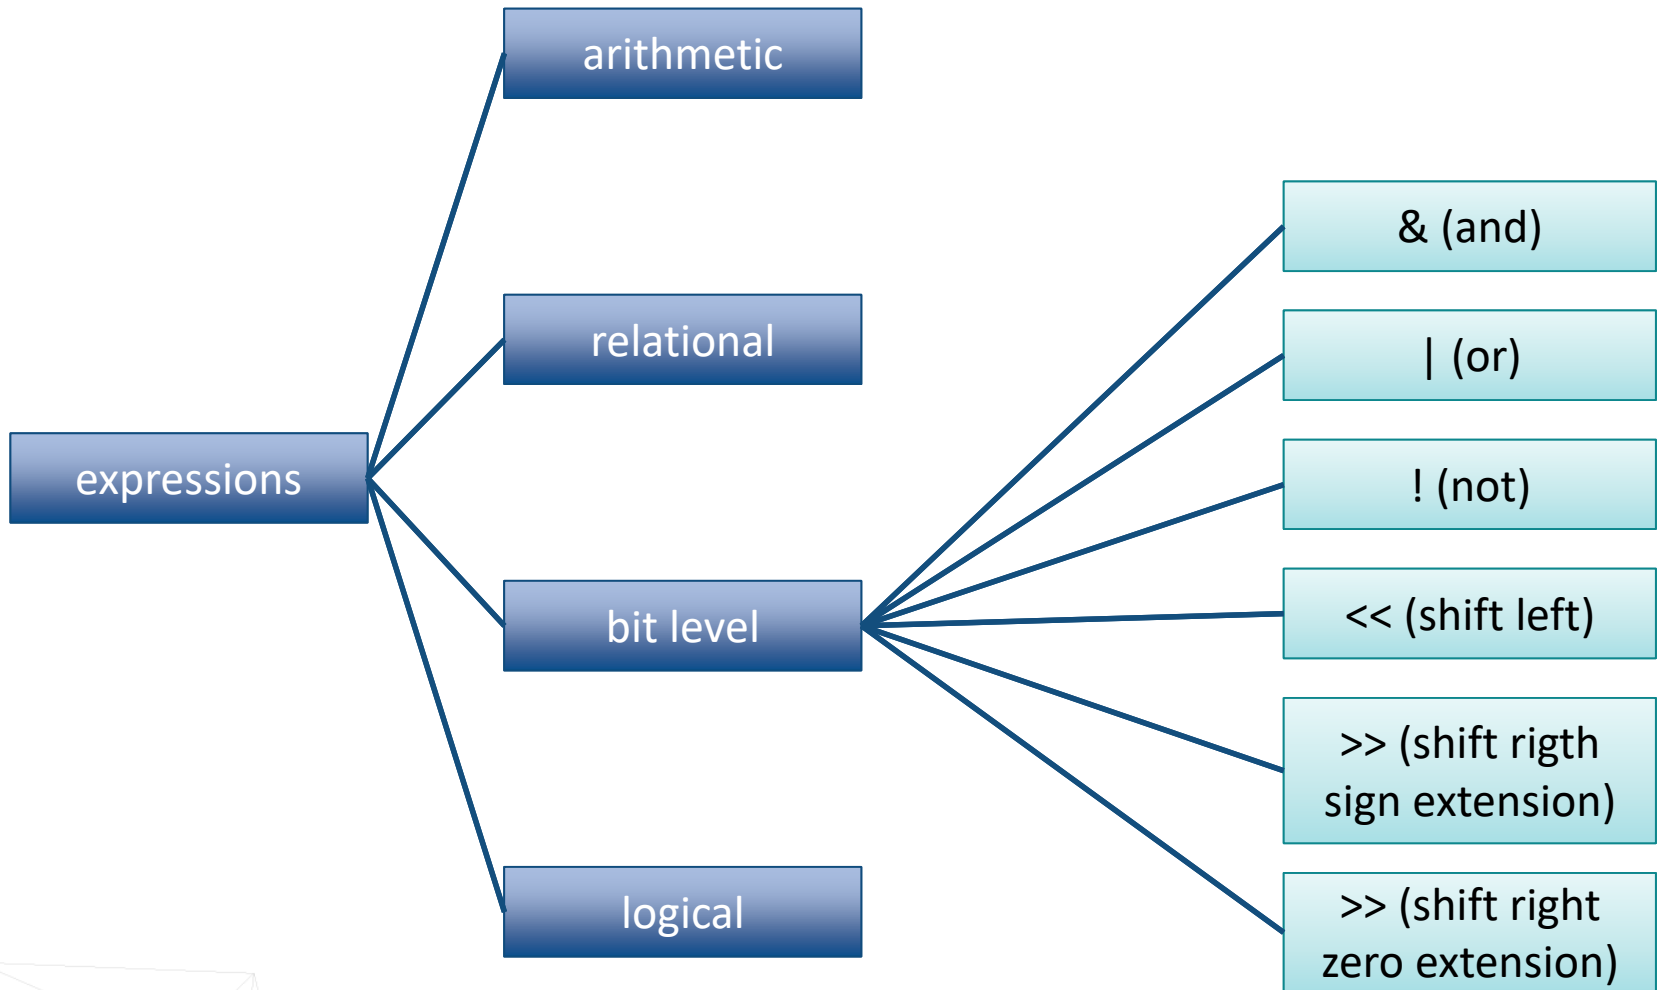 arithmetic
relational
expressions
bit level
logical
& (and)
| (or)
! (not)
<< (shift left)
>> (shift rigth
sign extension)
>> (shift right
zero extension)